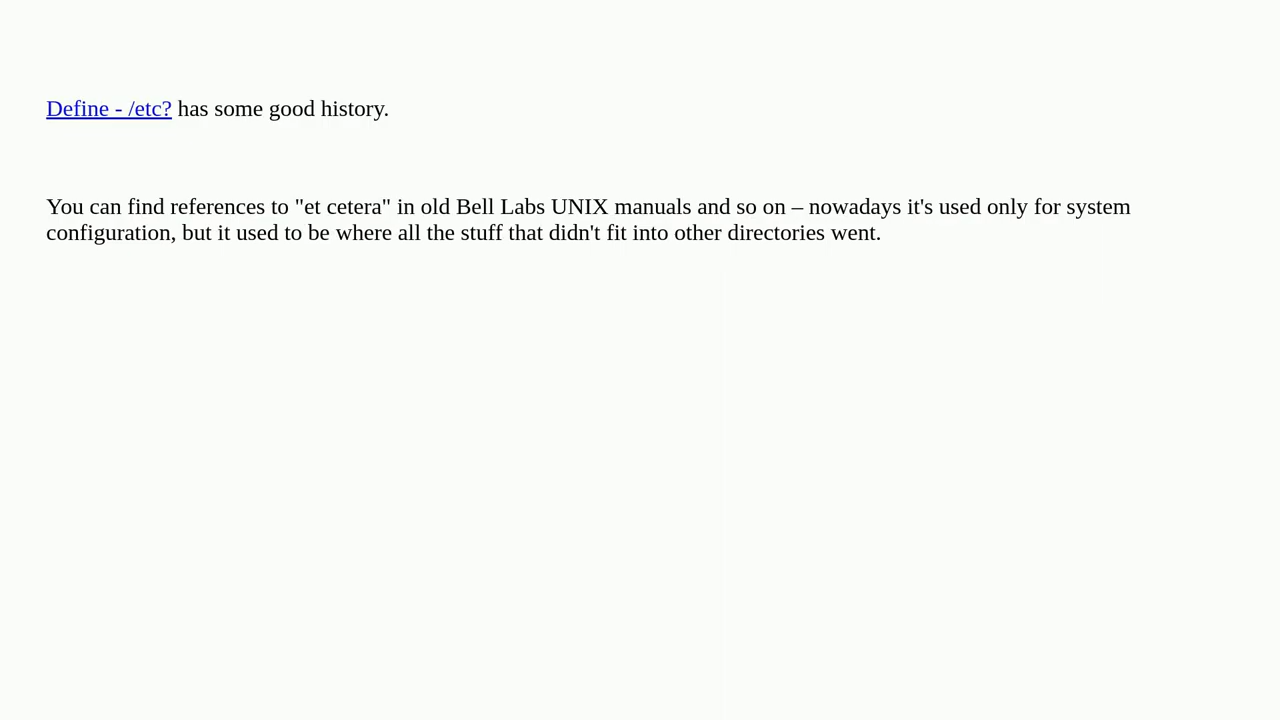 Define - /etc? has some good history.
You can find references to "et cetera" in old Bell Labs UNIX manuals and so on – nowadays it's used only for system
configuration, but it used to be where all the stuff that didn't fit into other directories went.